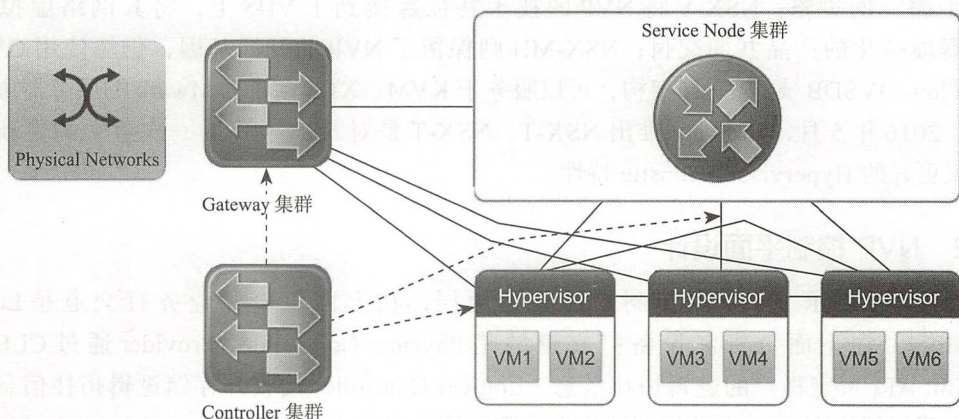 Service Node 集群
Physical Networks
Gateway 集群
Hypervisor
Hypervisor
Hypervisor
VM1
VM2
VM3
VM4
VM5
VM6
Controller 集群